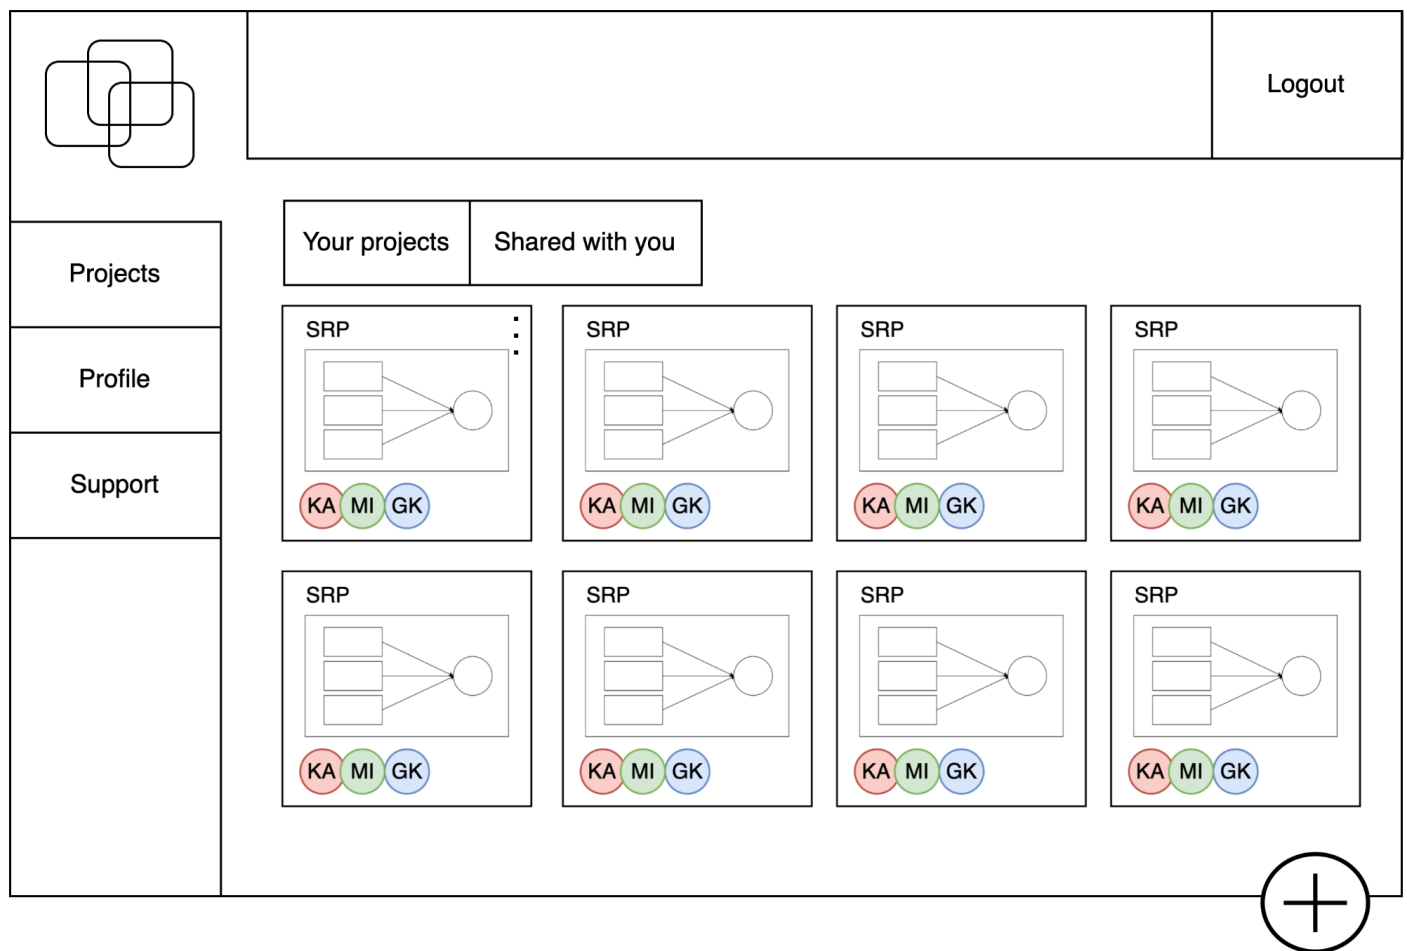 Logout
Projects
Profile
Support
Your projects
Shared with you
SRP
KA MI GK
SRP
KA MI GK
SRP
KA MI GK
SRP
KA MI GK
SRP
KA MI GK
SRP
KA MI GK
SRP
KA MI GK
SRP
KA MI GK